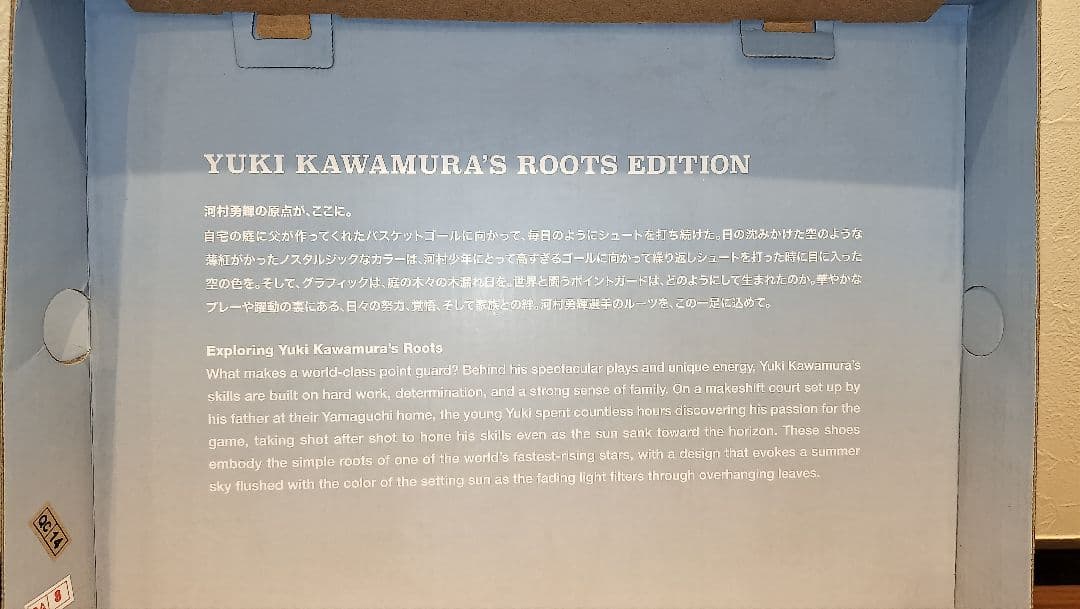 YUKI KAWAMURA'S ROOTS EDITION
河村勇輝の原点が、ここに。
自宅の庭に父が作ってくれたバスケットゴールに向かって、毎日のようにシュートを打ち続けた。日の沈みかけた空のような
薄紅がかったノスタルジックなカラーは、河村少年にとって高すぎるゴールに向かって繰り返しシュートを打った時に目に入った
空の色を。そして、グラフィックは、庭の木々の木漏れ日を。世界と闘うポイントガードは、どのようにして生まれたのか。華やかな
プレーや躍動の裏にある、日々の努力、覚悟、そして家族との絆。河村勇輝選手のルーツを、この一足に込めて。
Exploring Yuki Kawamura's Roots
What makes a world-class point guard? Behind his spectacular plays and unique energy, Yuki Kawamura's
skills are built on hard work, determination, and a strong sense of family. On a makeshift court set up by
his father at their Yamaguchi home, the young Yuki spent countless hours discovering his passion for the
game, taking shot after shot to hone his skills even as the sun sank toward the horizon. These shoes
embody the simple roots of one of the world's fastest-rising stars, with a design that evokes a summer
sky flushed with the color of the setting sun as the fading light filters through overhanging leaves.
QC 14
8